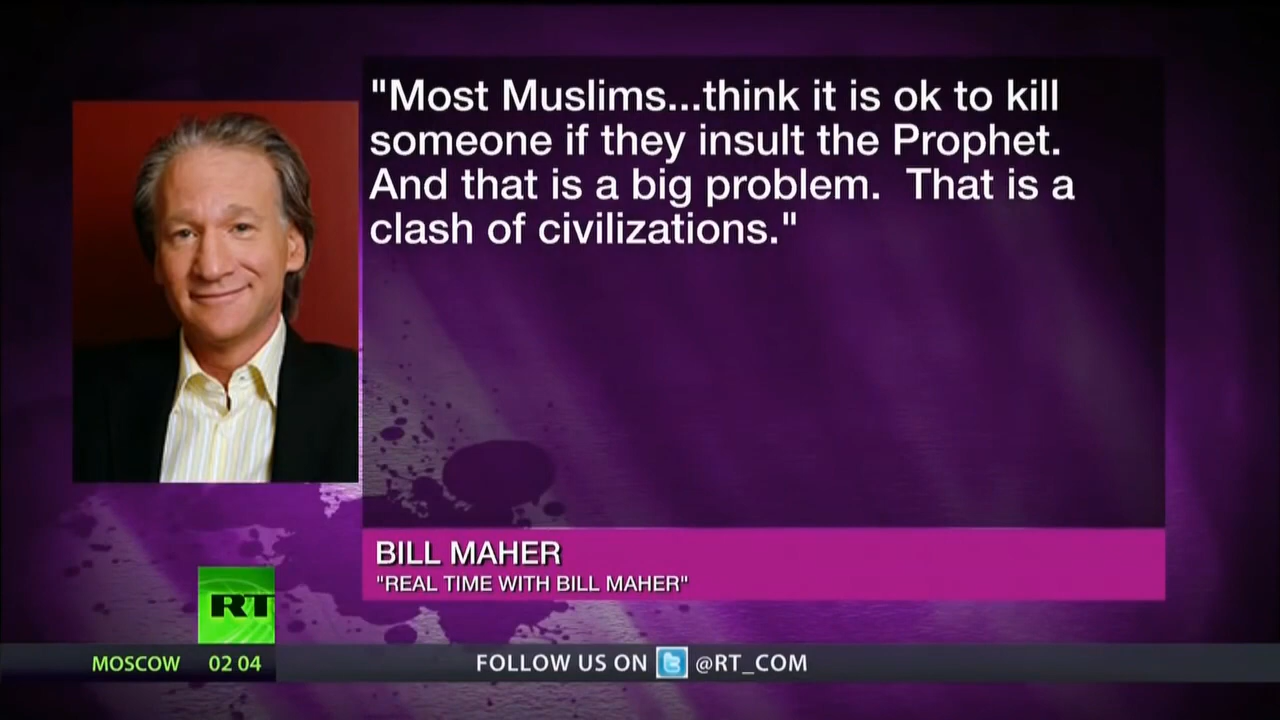 "Most Muslims...think it is ok to kill
someone if they insult the Prophet.
And that is a big problem.  That is a
clash of civilizations."
BILL MAHER
"REAL TIME WITH BILL MAHER"
RT
MOSCOW 02 04
FOLLOW US ON @RT_COM